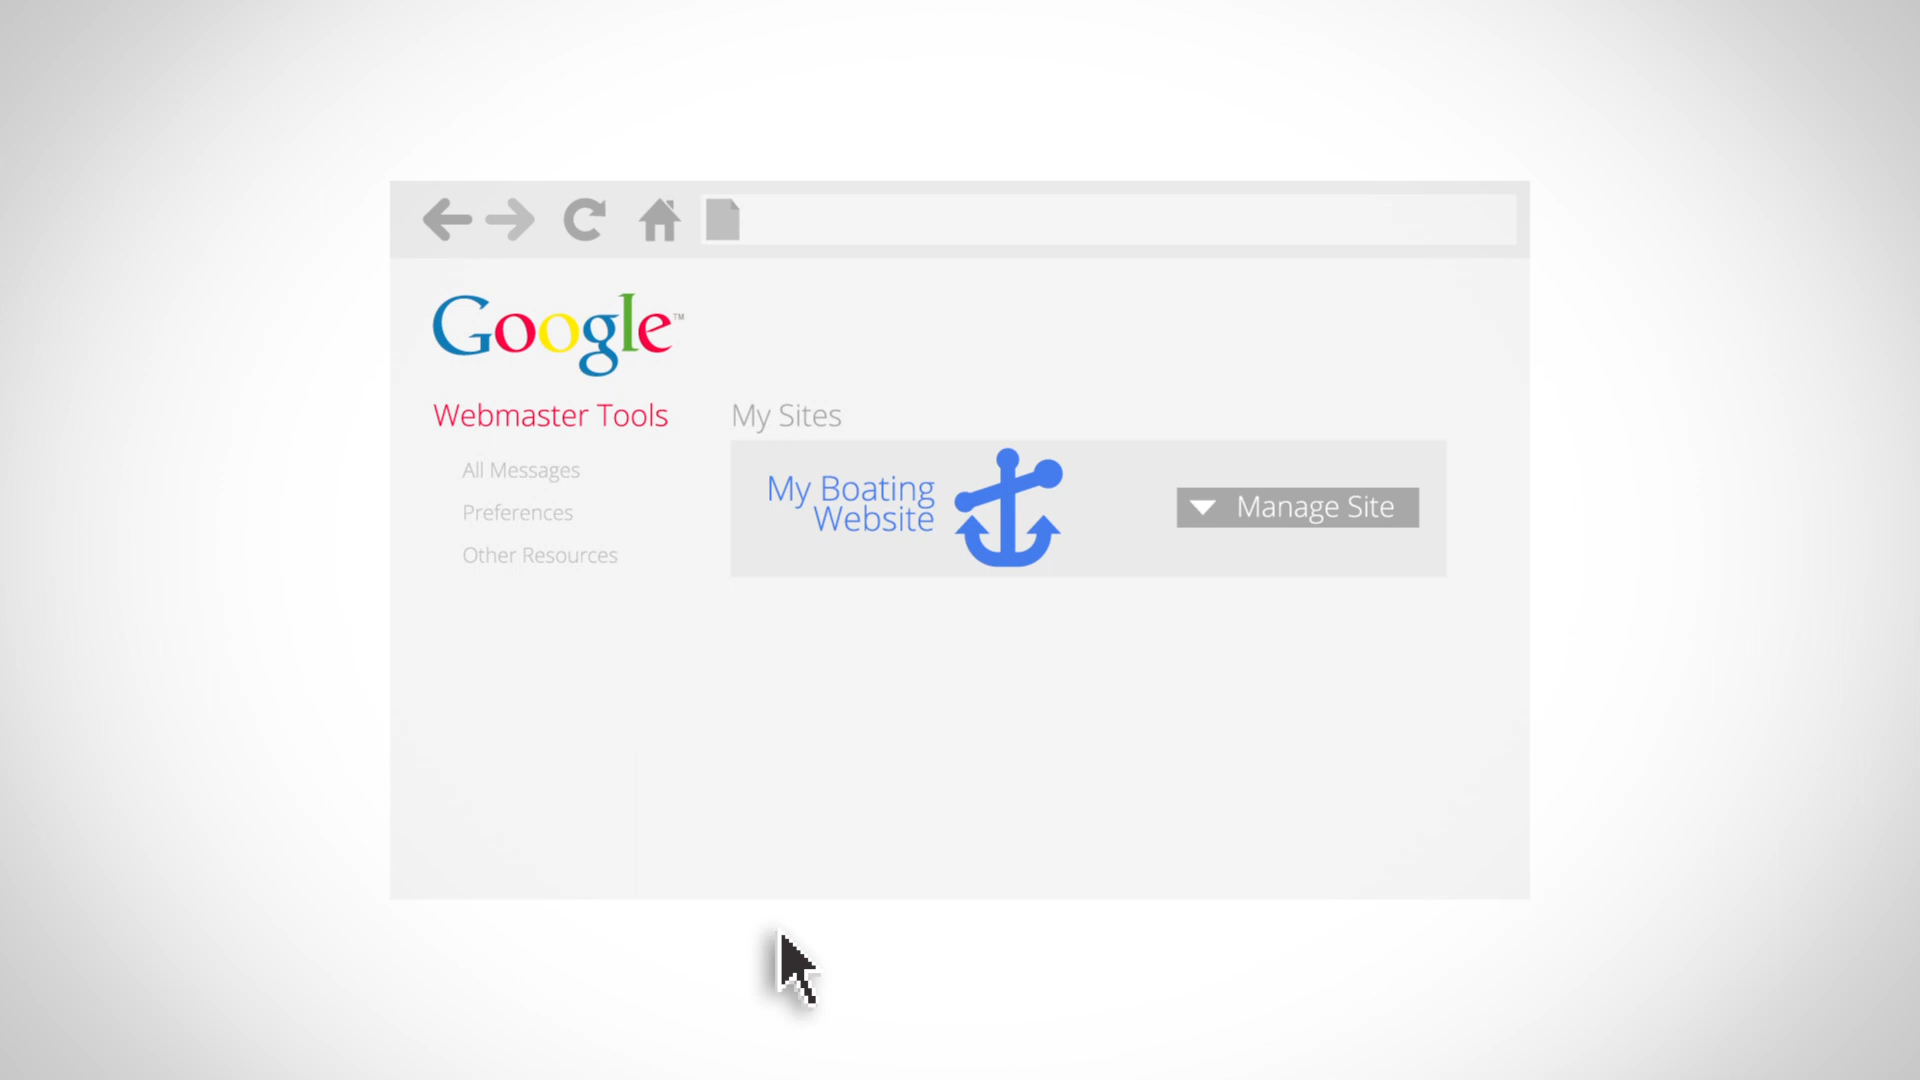 Google™
Webmaster Tools
All Messages
Preferences
Other Resources
My Sites
My Boating
Website
Manage Site